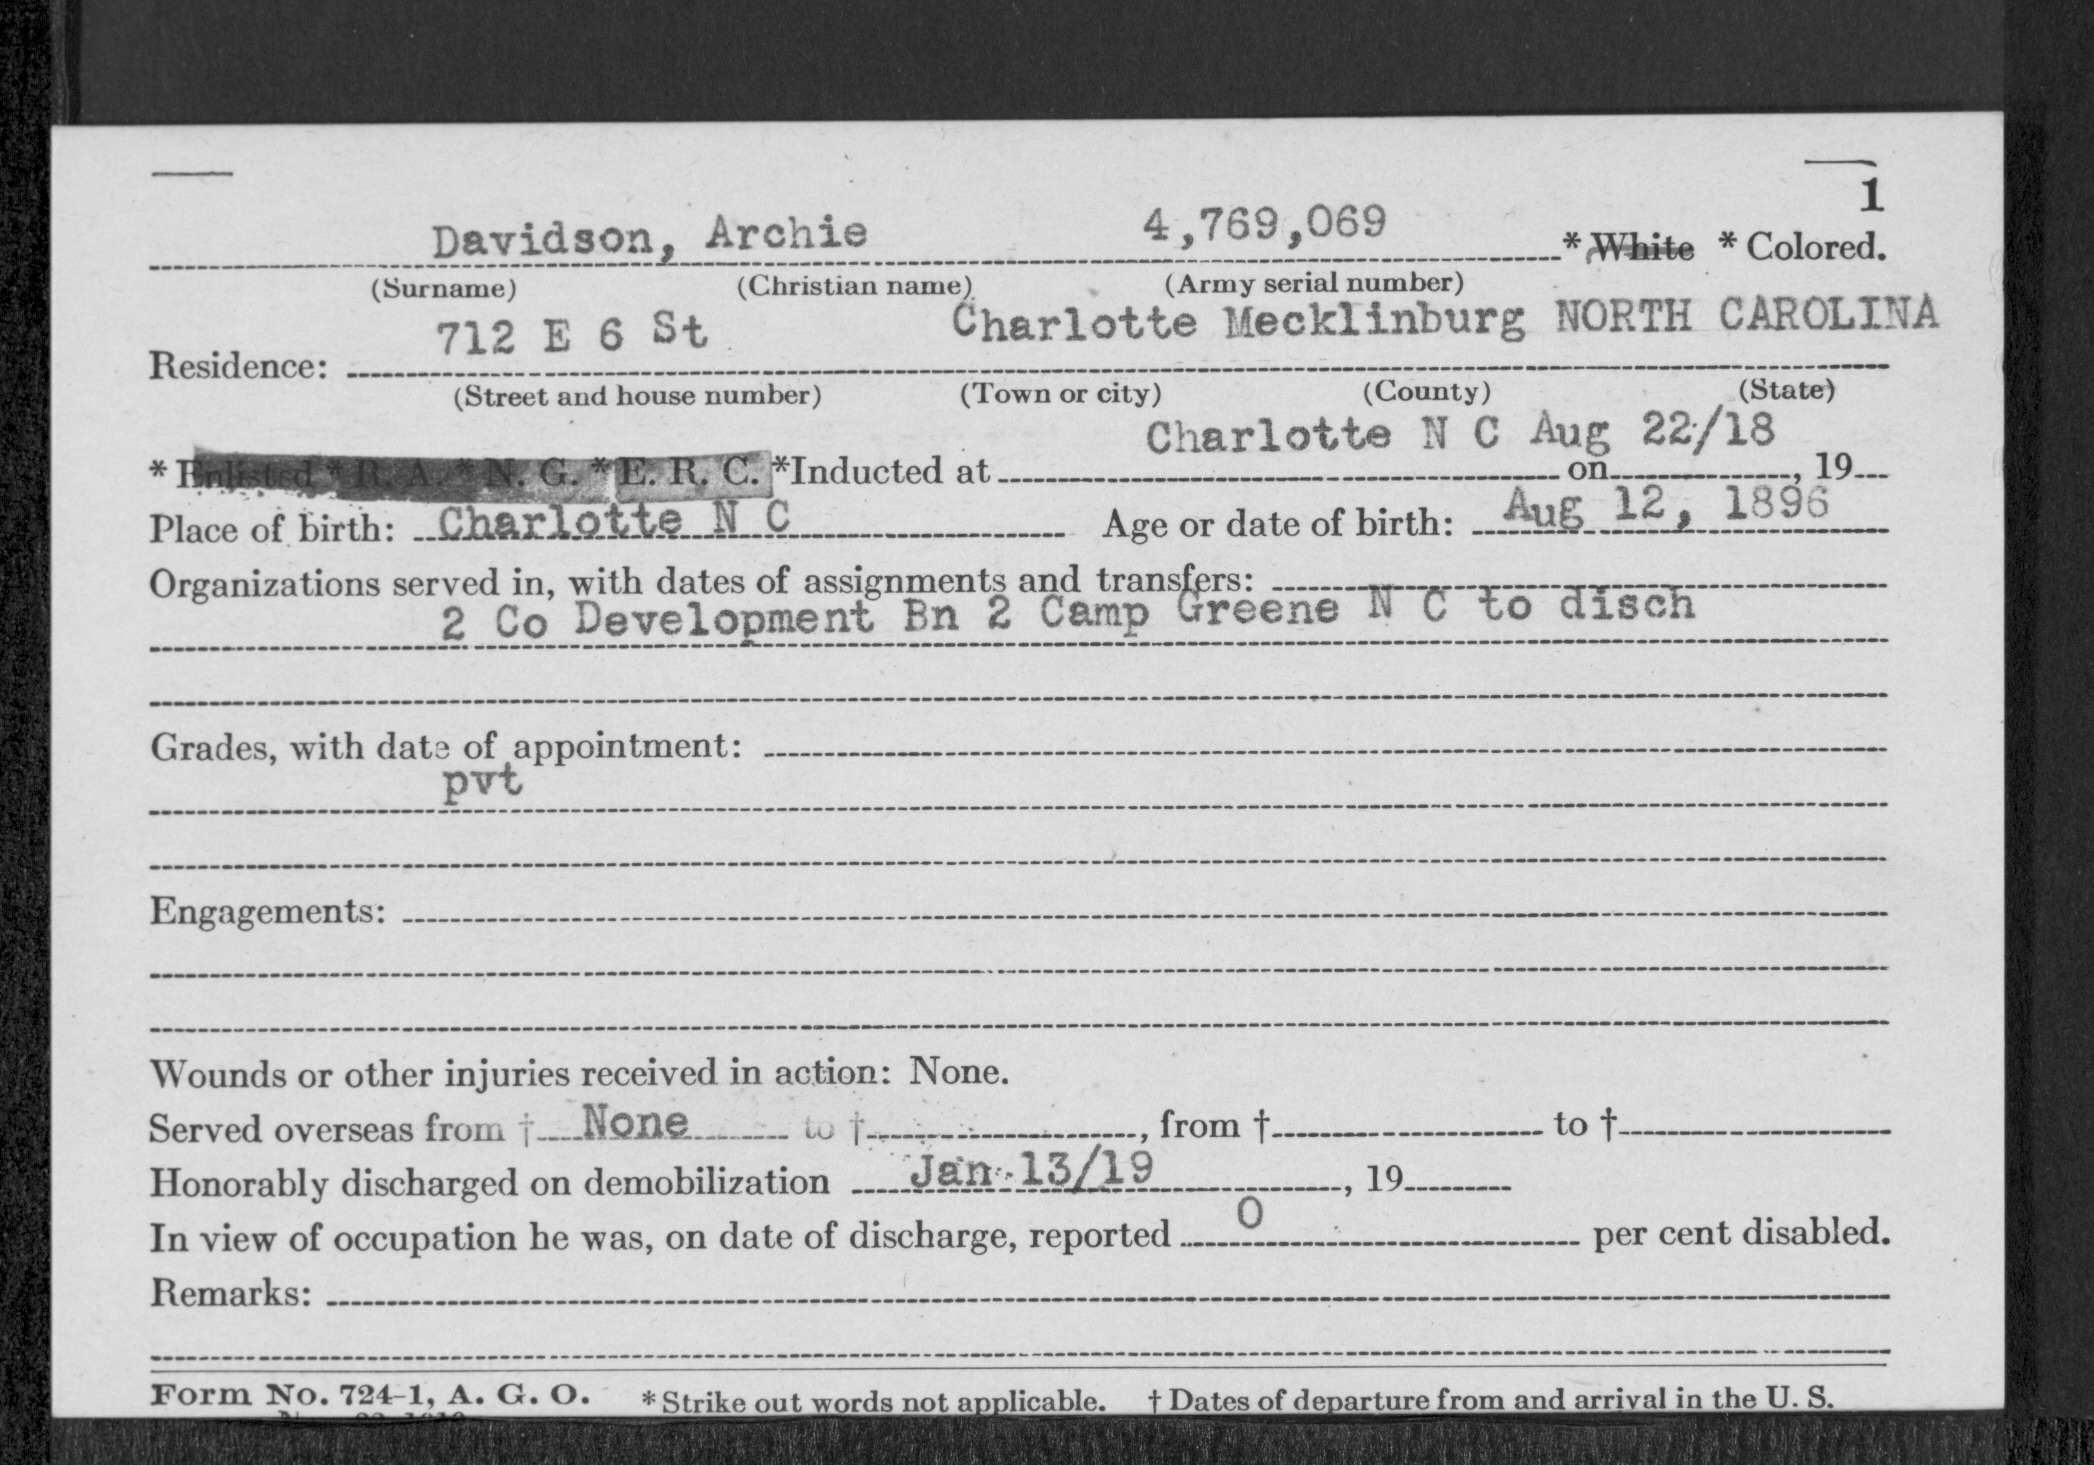 1
Davidson, Archie 4,769,069 * White * Colored.
(Surname) (Christian name) (Army serial number)
712 E 6 St Charlotte Mecklinburg NORTH CAROLINA
Residence:
(Street and house number) (Town or city) (County) (State)
Charlotte N C Aug 22/18
* Enlisted * R. A. * N. G. * E. R. C. *Inducted at on , 19
Place of birth: Charlotte N C Age or date of birth: Aug 12, 1896
Organizations served in, with dates of assignments and transfers:
2 Co Development Bn 2 Camp Greene N C to disch
Grades, with date of appointment:
pvt
Engagements:
Wounds or other injuries received in action: None.
Served overseas from † None to † , from † to †
Honorably discharged on demobilization Jan 13/19 , 19
In view of occupation he was, on date of discharge, reported 0 per cent disabled.
Remarks:
Form No. 724-1, A. G. O. * Strike out words not applicable. † Dates of departure from and arrival in the U. S.